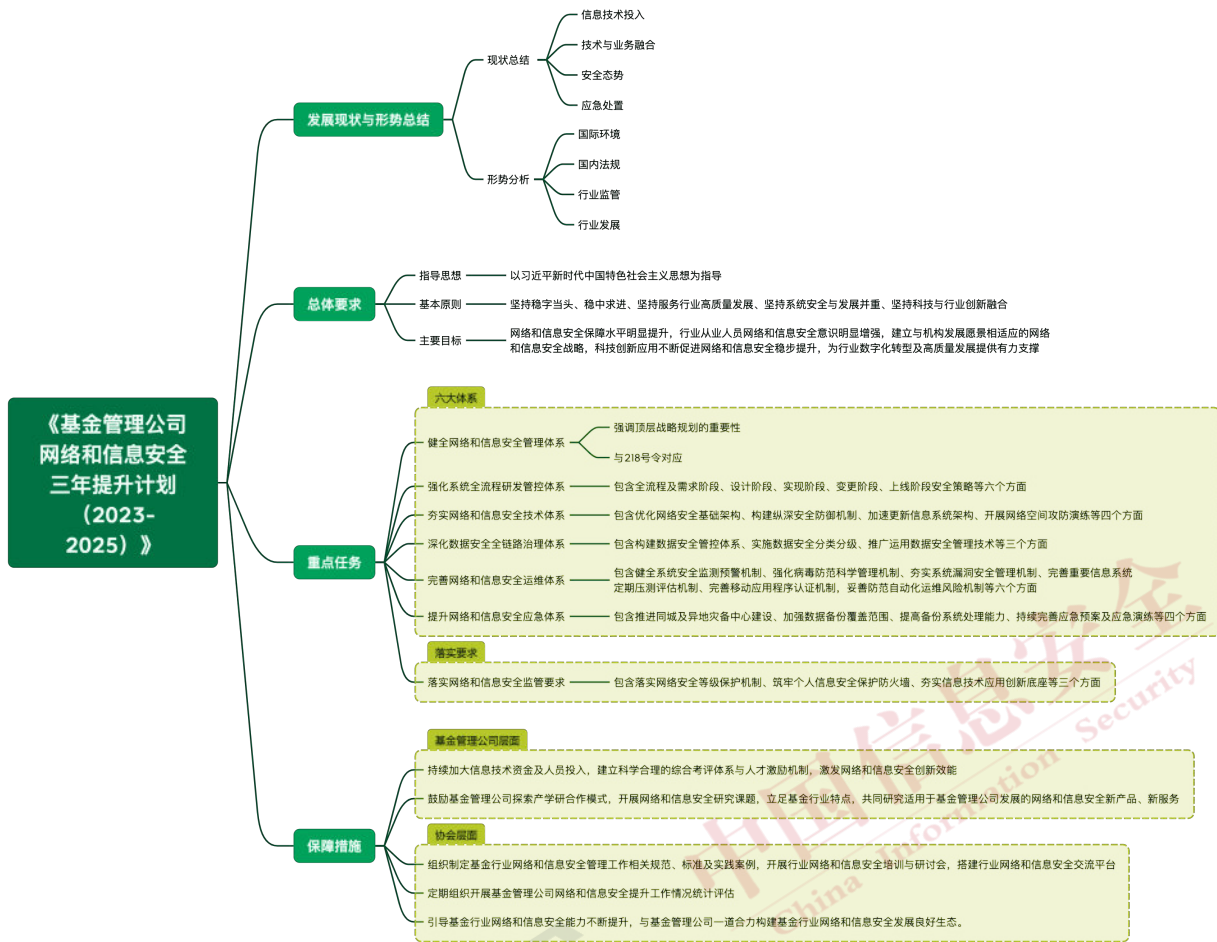 《基金管理公司
网络和信息安全
三年提升计划
（2023-
2025）》
发展现状与形势总结
现状总结
信息技术投入
技术与业务融合
安全态势
应急处置
形势分析
国际环境
国内法规
行业监管
行业发展
总体要求
指导思想
以习近平新时代中国特色社会主义思想为指导
基本原则
坚持稳字当头、稳中求进、坚持服务行业高质量发展、坚持系统安全与发展并重、坚持科技与行业创新融合
主要目标
网络和信息安全保障水平明显提升，行业从业人员网络和信息安全意识明显增强，建立与机构发展愿景相适应的网络
和信息安全战略，科技创新应用不断促进网络和信息安全稳步提升，为行业数字化转型及高质量发展提供有力支撑
重点任务
六大体系
健全网络和信息安全管理体系
强调顶层战略规划的重要性
与218号令对应
强化系统全流程研发管控体系
包含全流程及需求阶段、设计阶段、实现阶段、变更阶段、上线阶段安全策略等六个方面
夯实网络和信息安全技术体系
包含优化网络安全基础架构、构建纵深安全防御机制、加速更新信息系统架构、开展网络空间攻防演练等四个方面
深化数据安全全链路治理体系
包含构建数据安全管控体系、实施数据安全分类分级、推广运用数据安全管理技术等三个方面
完善网络和信息安全运维体系
包含健全系统安全监测预警机制、强化病毒防范科学管理机制、夯实系统漏洞安全管理机制、完善重要信息系统
定期压测评估机制、完善移动应用程序认证机制，妥善防范自动化运维风险机制等六个方面
提升网络和信息安全应急体系
包含推进同城及异地灾备中心建设、加强数据备份覆盖范围、提高备份系统处理能力、持续完善应急预案及应急演练等四个方面
落实要求
落实网络和信息安全监管要求
包含落实网络安全等级保护机制、筑牢个人信息安全保护防火墙、夯实信息技术应用创新底座等三个方面
保障措施
基金管理公司层面
持续加大信息技术资金及人员投入，建立科学合理的综合考评体系与人才激励机制，激发网络和信息安全创新效能
鼓励基金管理公司探索产学研合作模式，开展网络和信息安全研究课题，立足基金行业特点，共同研究适用于基金管理公司发展的网络和信息安全新产品、新服务
协会层面
组织制定基金行业网络和信息安全管理工作相关规范、标准及实践案例，开展行业网络和信息安全培训与研讨会，搭建行业网络和信息安全交流平台
定期组织开展基金管理公司网络和信息安全提升工作情况统计评估
引导基金行业网络和信息安全能力不断提升，与基金管理公司一道合力构建基金行业网络和信息安全发展良好生态。
中国信息安全
China Information Security